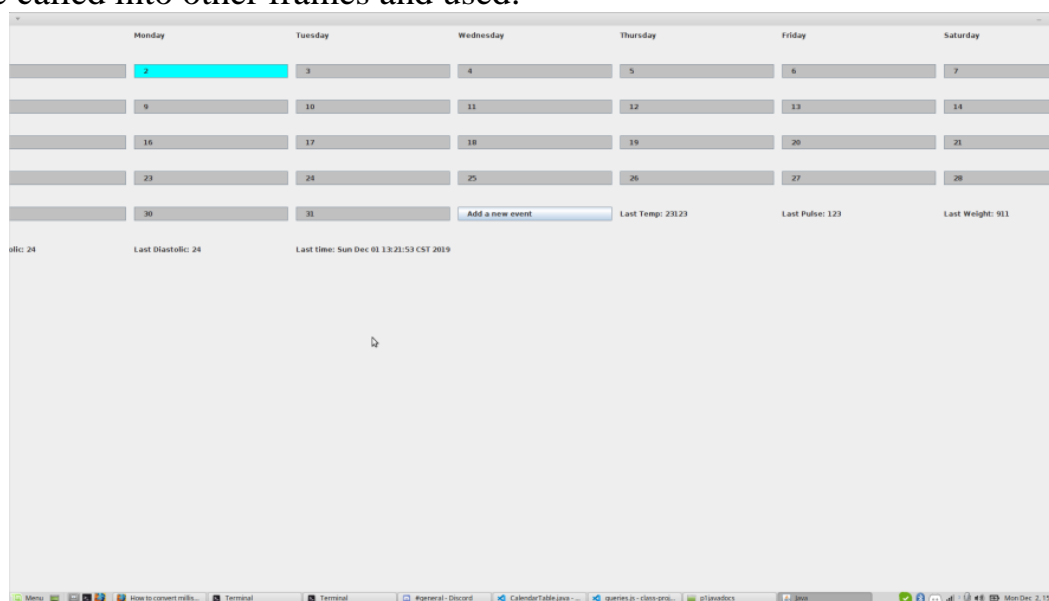 called into other frames and used.
Monday Tuesday Wednesday Thursday Friday Saturday
2 3 4 5 6 7
9 10 11 12 13 14
16 17 18 19 20 21
23 24 25 26 27 28
30 31 Add a new event Last Temp: 23123 Last Pulse: 123 Last Weight: 911
olic: 24 Last Diastolic: 24 Last time: Sun Dec 01 13:21:53 CST 2019
Menu How to convert millis... Terminal Terminal #general - Discord CalendarTable.java - ... queries.js - class-proj... p1javadocs Java Mon Dec 2, 15